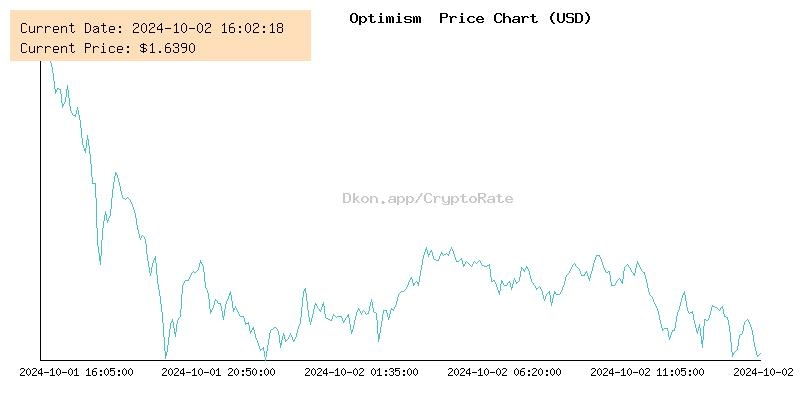 Optimism  Price Chart (USD)
Current Date: 2024-10-02 16:02:18
Current Price: $1.6390
Dkon.app/CryptoRate
2024-10-01 16:05:00 2024-10-01 20:50:00 2024-10-02 01:35:00 2024-10-02 06:20:00 2024-10-02 11:05:00 2024-10-02